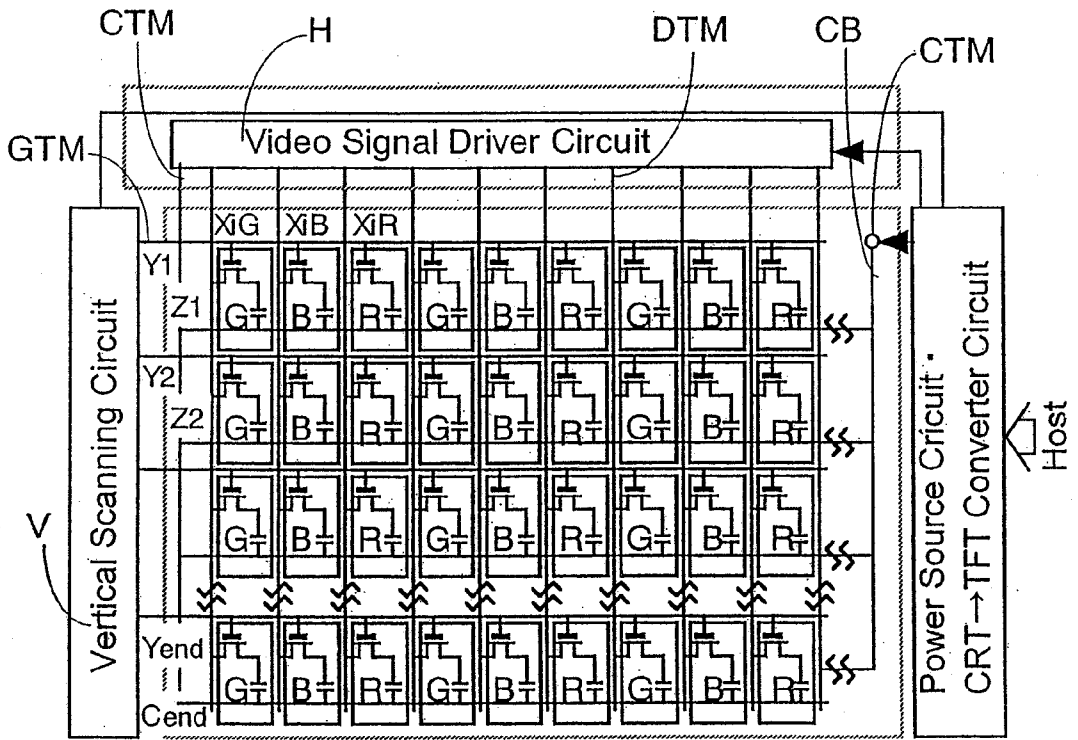 CTM H DTM CB CTM
GTM Video Signal Driver Circuit
XiG XiB XiR
Y1
Z1 G B R G B R G B R
Y2
Z2 G B R G B R G B R
G B R G B R G B R
V
Yend
G B R G B R G B R
Cend
Vertical Scanning Circuit
Power Source Cricuit・
CRT→TFT Converter Circuit
Host